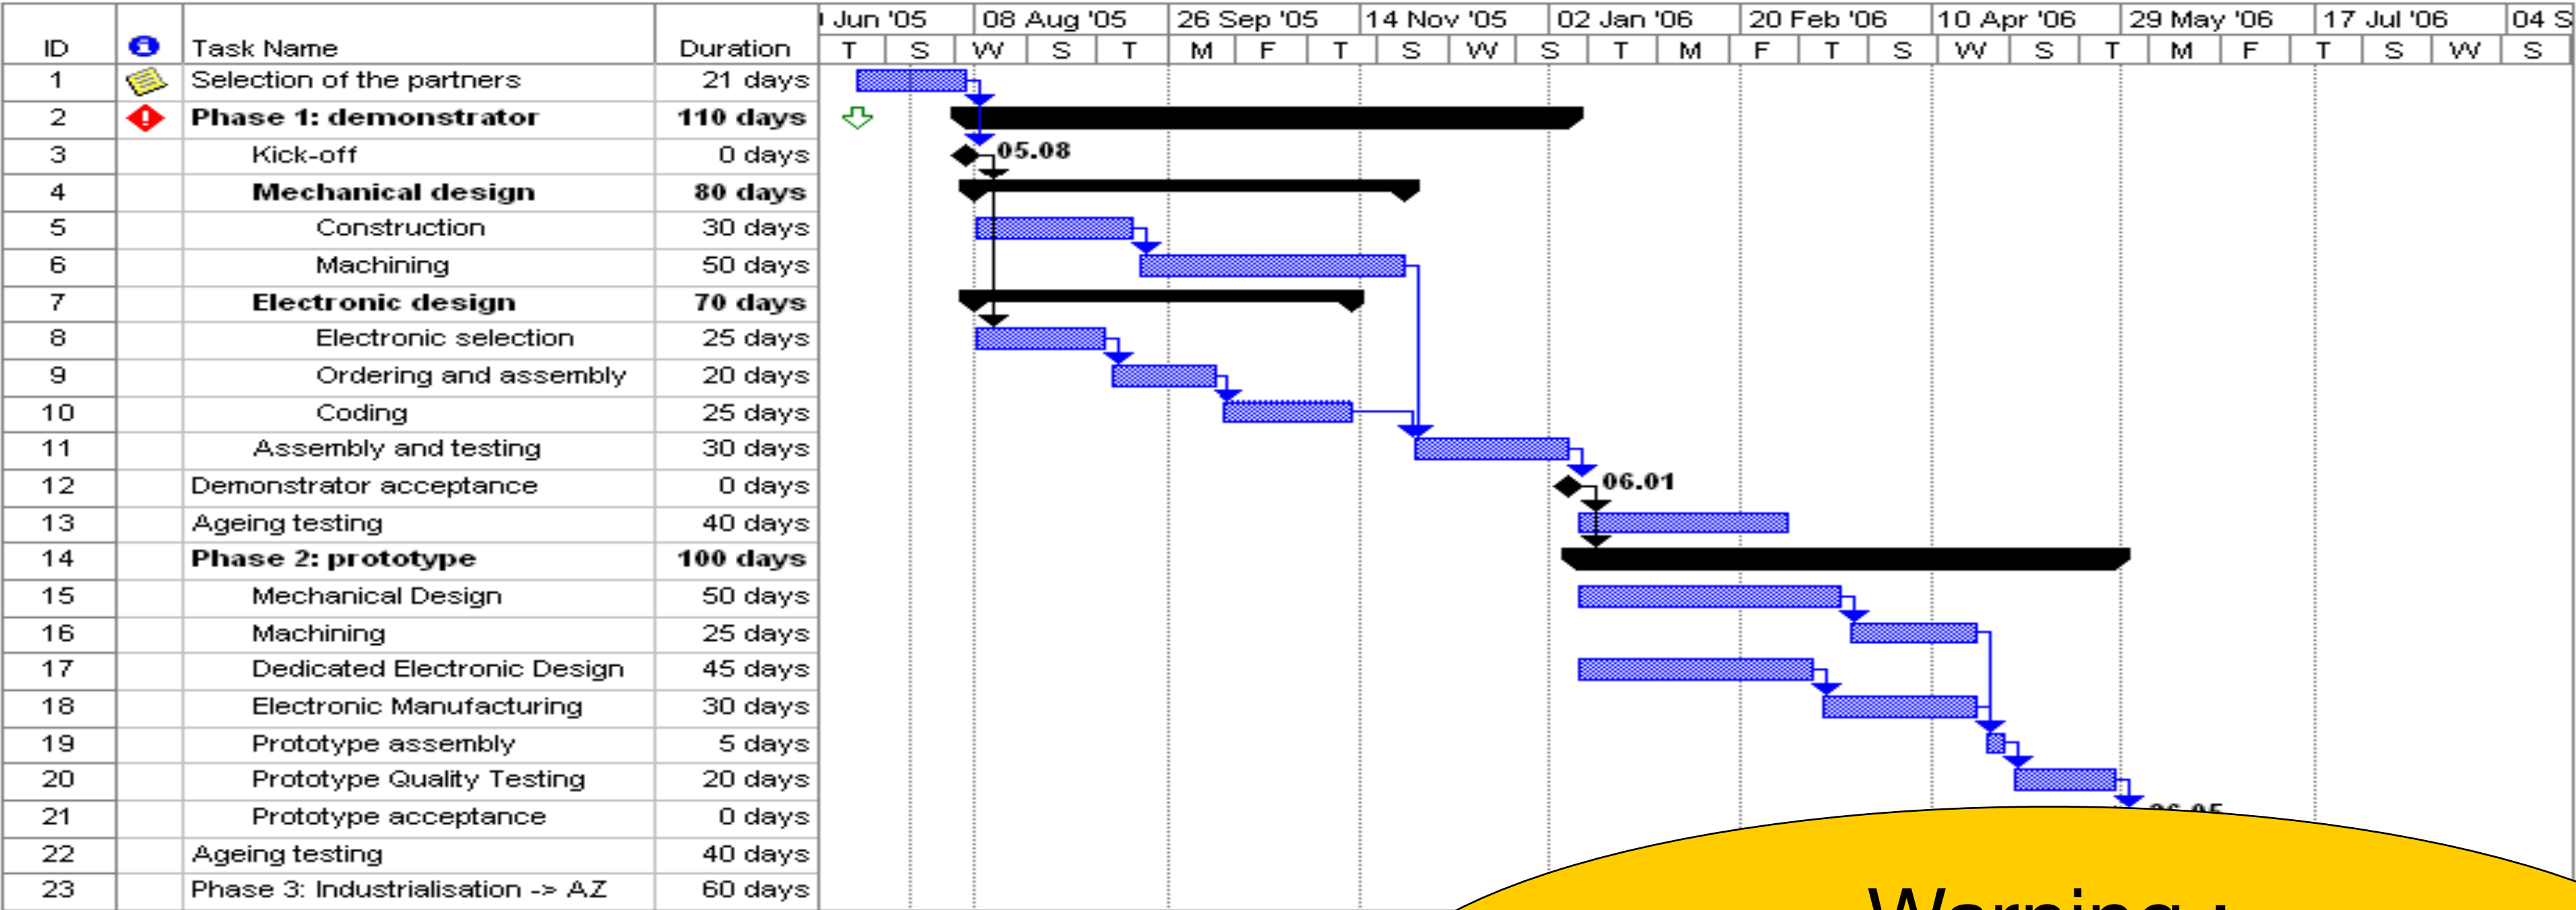 Jun '05 08 Aug '05 26 Sep '05 14 Nov '05 02 Jan '06 20 Feb '06 10 Apr '06 29 May '06 17 Jul '06 04 S
ID Task Name Duration T S W S T M F T S W S T M F T S W S T M F T S W S
1 Selection of the partners 21 days
2 Phase 1: demonstrator 110 days
3 Kick-off 0 days 05.08
4 Mechanical design 80 days
5 Construction 30 days
6 Machining 50 days
7 Electronic design 70 days
8 Electronic selection 25 days
9 Ordering and assembly 20 days
10 Coding 25 days
11 Assembly and testing 30 days
12 Demonstrator acceptance 0 days 06.01
13 Ageing testing 40 days
14 Phase 2: prototype 100 days
15 Mechanical Design 50 days
16 Machining 25 days
17 Dedicated Electronic Design 45 days
18 Electronic Manufacturing 30 days
19 Prototype assembly 5 days
20 Prototype Quality Testing 20 days
21 Prototype acceptance 0 days
22 Ageing testing 40 days
23 Phase 3: Industrialisation -> AZ 60 days
Warning :